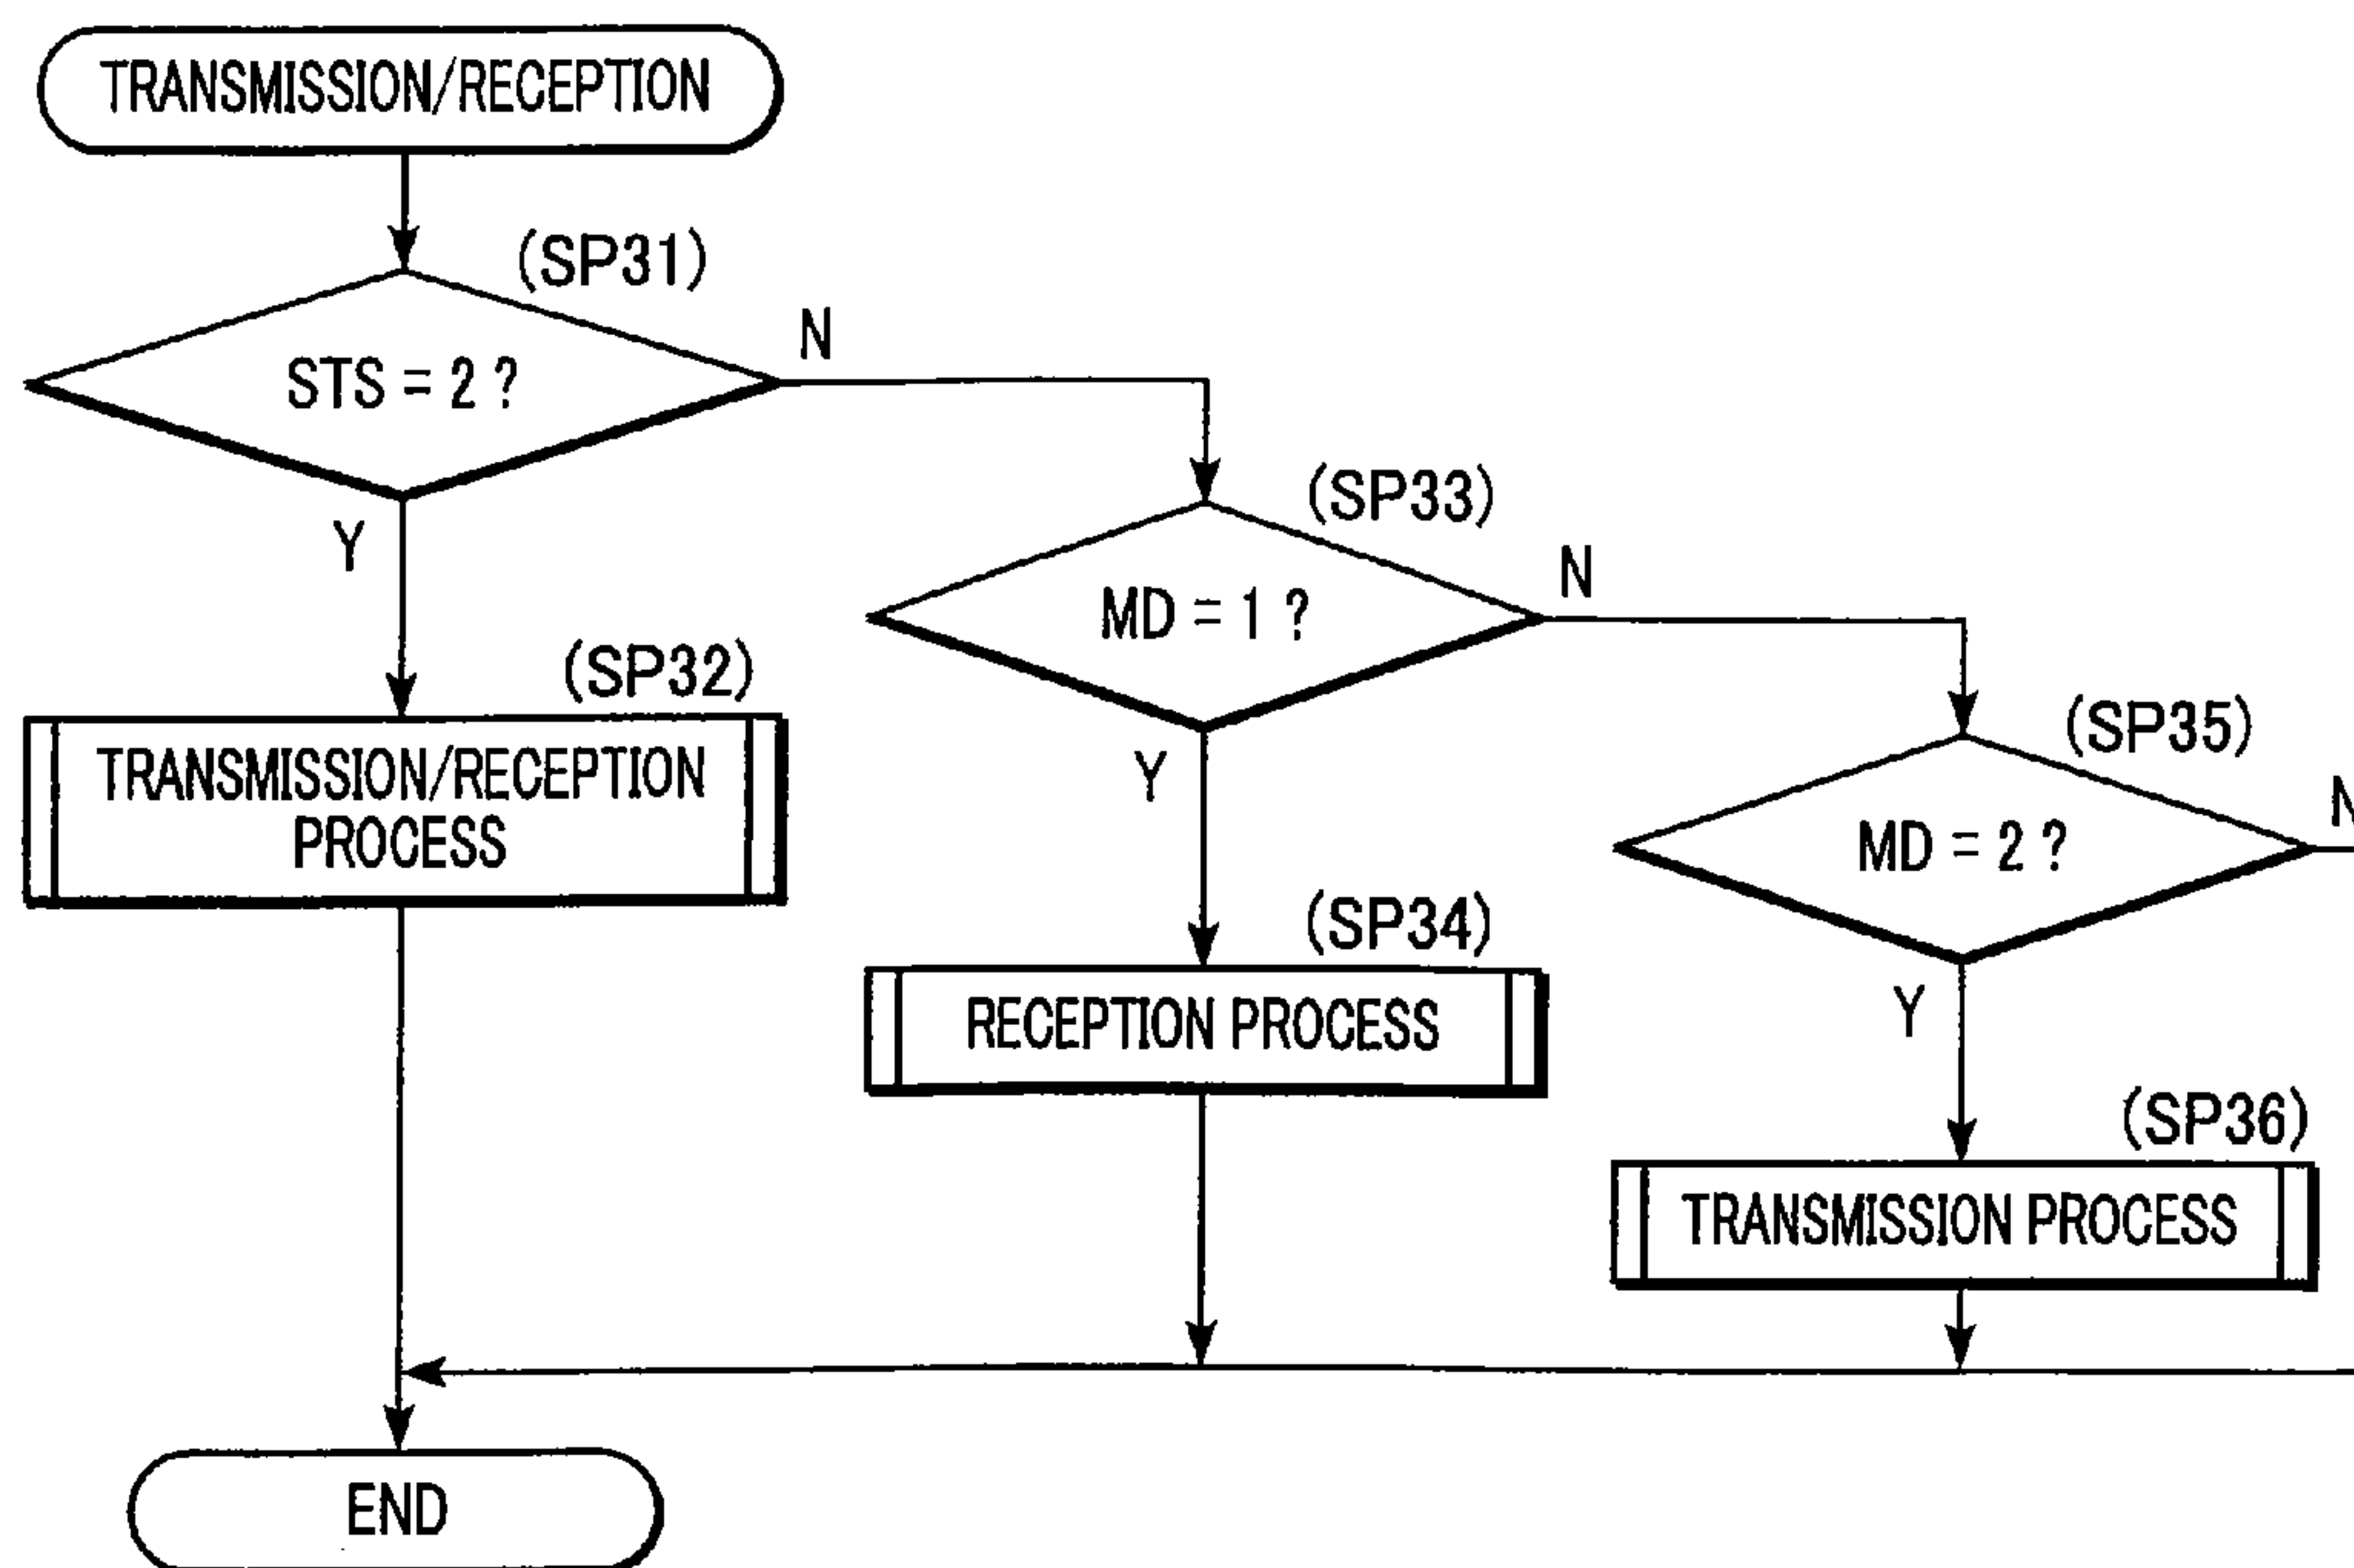 TRANSMISSION/RECEPTION
(SP31)
STS = 2 ?
N
Y
(SP32)
TRANSMISSION/RECEPTION
PROCESS
(SP33)
MD = 1 ?
N
Y
(SP34)
RECEPTION PROCESS
(SP35)
MD = 2 ?
N
Y
(SP36)
TRANSMISSION PROCESS
END